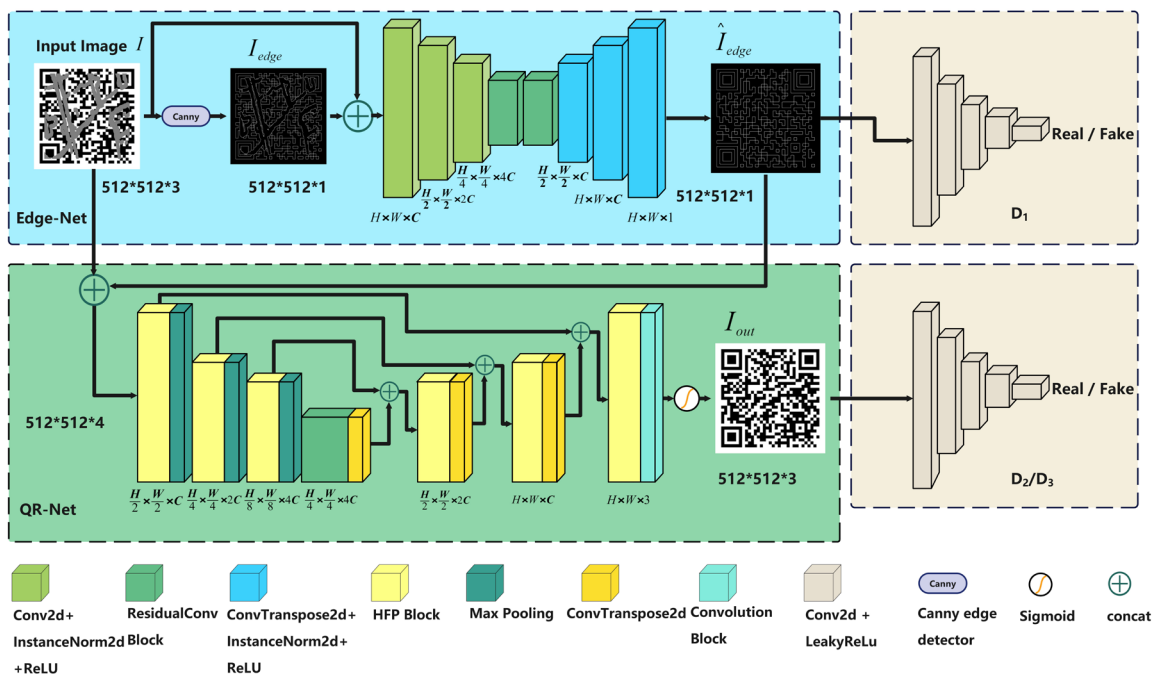 Input Image
I
I_edge
Î_edge
Canny
512*512*3
512*512*1
H×W×C
H/2×W/2×2C
H/4×W/4×4C
H/2×W/2×C
H×W×C
H×W×1
512*512*1
Edge-Net
Real / Fake
D₁
512*512*4
H/2×W/2×C
H/4×W/4×2C
H/8×W/8×4C
H/4×W/4×4C
H/2×W/2×2C
H×W×C
H×W×3
I_out
512*512*3
QR-Net
Real / Fake
D₂/D₃
Conv2d+
InstanceNorm2d
+ReLU
ResidualConv
Block
ConvTranspose2d+
InstanceNorm2d+
ReLU
HFP Block
Max Pooling
ConvTranspose2d
Convolution
Block
Conv2d +
LeakyReLu
Canny
Canny edge
detector
Sigmoid
concat